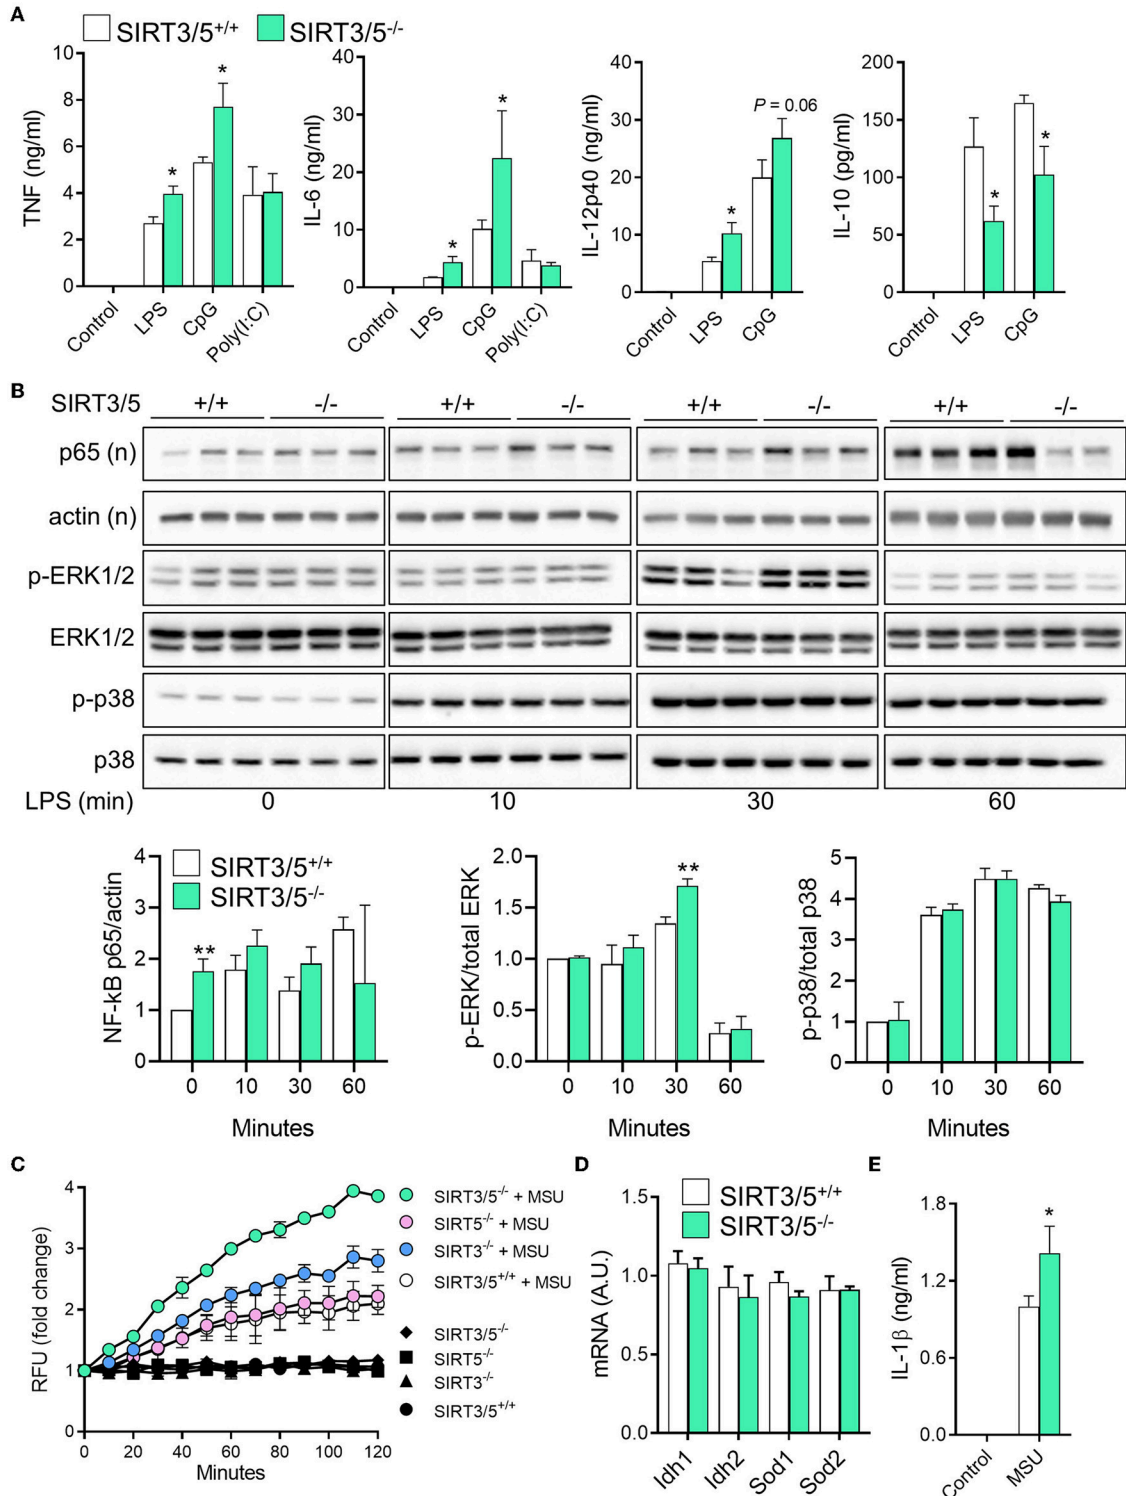 A
SIRT3/5+/+ SIRT3/5-/-
TNF (ng/ml)
10
8
6
4
2
0
*
*
Control LPS CpG Poly(I:C)
IL-6 (ng/ml)
40
30
20
10
0
*
*
Control LPS CpG Poly(I:C)
IL-12p40 (ng/ml)
40
30
20
10
0
*
P = 0.06
Control LPS CpG
IL-10 (pg/ml)
200
150
100
50
0
*
*
Control LPS CpG
B
SIRT3/5 +/+ -/- +/+ -/- +/+ -/- +/+ -/-
p65 (n)
actin (n)
p-ERK1/2
ERK1/2
p-p38
p38
LPS (min) 0 10 30 60
SIRT3/5+/+
SIRT3/5-/-
NF-kB p65/actin
4
3
2
1
0
**
0 10 30 60
Minutes
p-ERK/total ERK
2.0
1.5
1.0
0.5
0.0
**
0 10 30 60
Minutes
p-p38/total p38
5
4
3
2
1
0
0 10 30 60
Minutes
C
RFU (fold change)
4
3
2
1
0
0 20 40 60 80 100 120
Minutes
SIRT3/5-/- + MSU
SIRT5-/- + MSU
SIRT3-/- + MSU
SIRT3/5+/+ + MSU
SIRT3/5-/-
SIRT5-/-
SIRT3-/-
SIRT3/5+/+
D
SIRT3/5+/+
SIRT3/5-/-
mRNA (A.U.)
1.5
1.0
0.5
0.0
Idh1 Idh2 Sod1 Sod2
E
IL-1β (ng/ml)
1.8
1.2
0.6
0.0
*
Control MSU